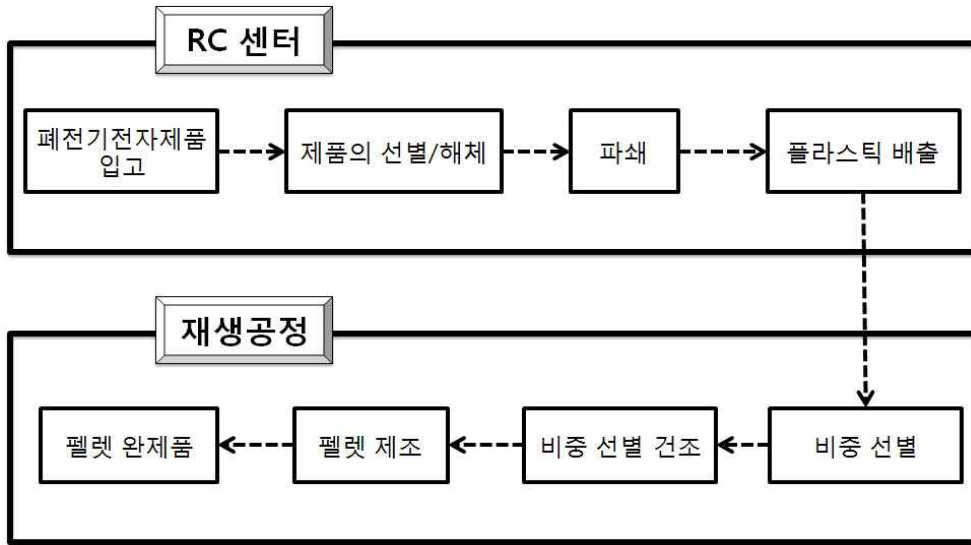 RC 센터
폐전기전자제품
입고
제품의 선별/해체
파쇄
플라스틱 배출
재생공정
비중 선별
비중 선별 건조
펠렛 제조
펠렛 완제품